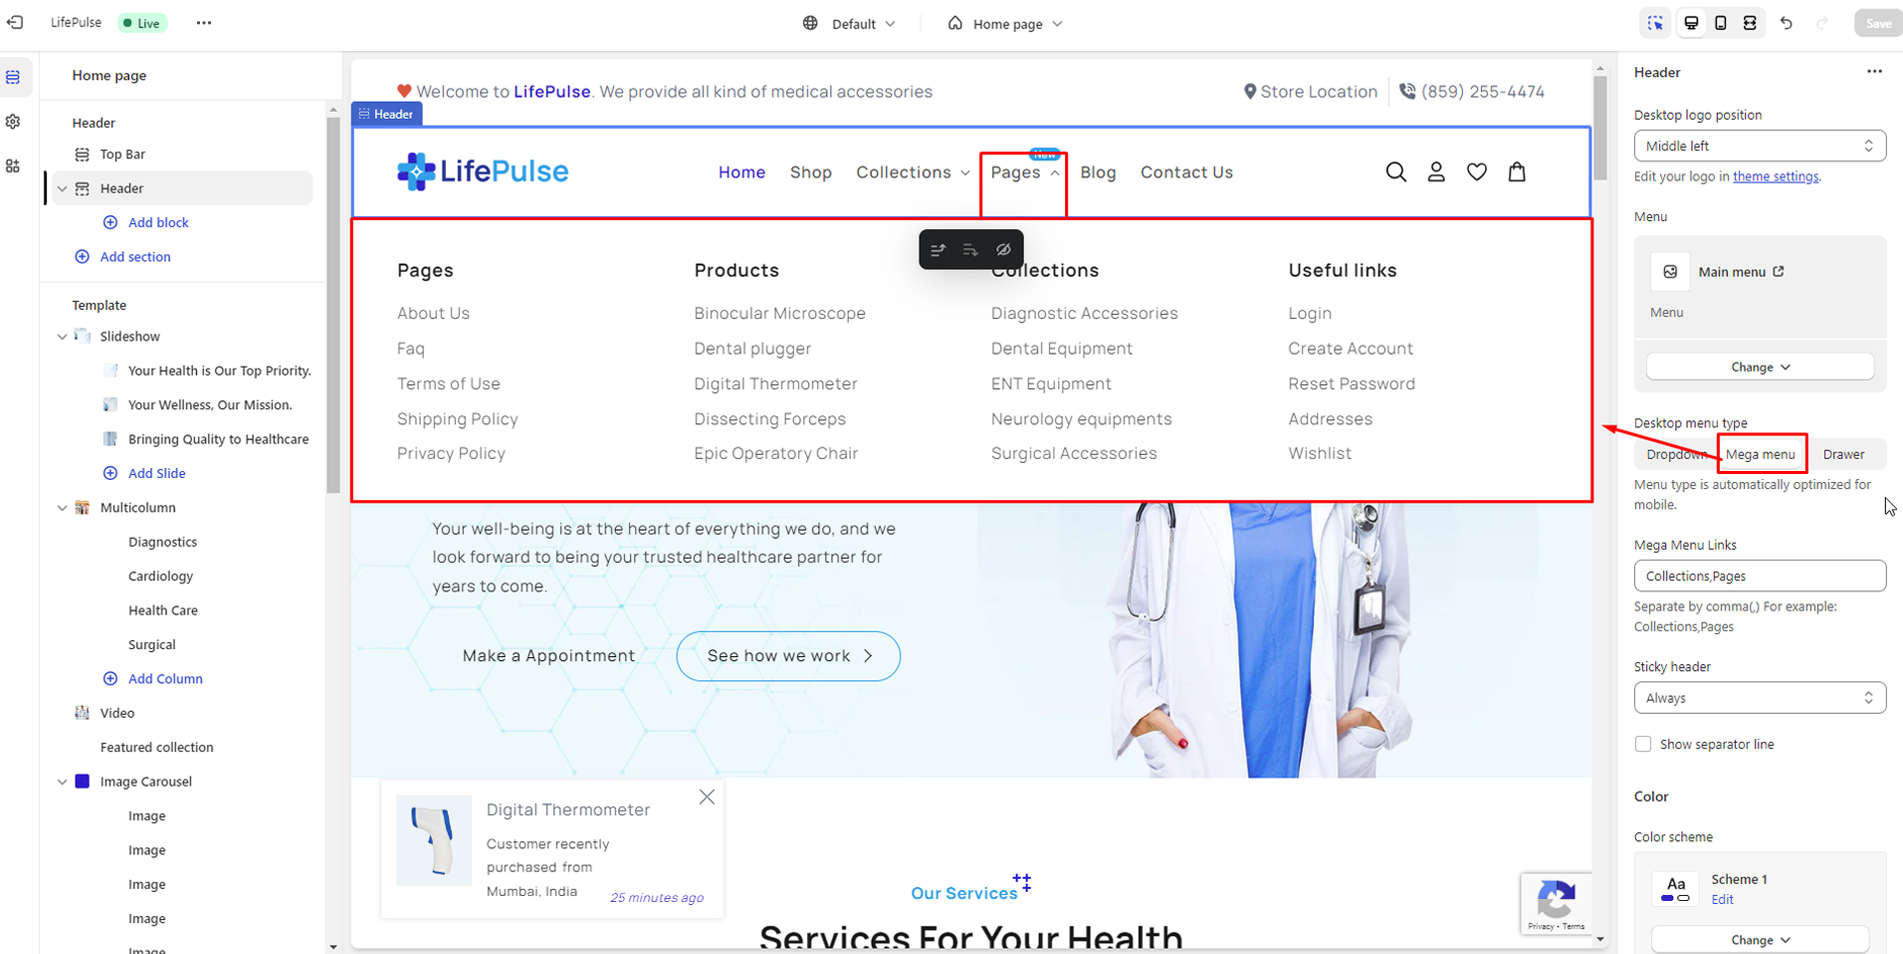 LifePulse
Live
Default
Home page
Save
Home page
Header
Top Bar
Header
Add block
Add section
Template
Slideshow
Your Health is Our Top Priority.
Your Wellness, Our Mission.
Bringing Quality to Healthcare
Add Slide
Multicolumn
Diagnostics
Cardiology
Health Care
Surgical
Add Column
Video
Featured collection
Image Carousel
Image
Image
Image
Image
Image
Welcome to LifePulse. We provide all kind of medical accessories
Store Location
(859) 255-4474
Header
LifePulse
Home
Shop
Collections
New
Pages
Blog
Contact Us
Pages
About Us
Faq
Terms of Use
Shipping Policy
Privacy Policy
Products
Binocular Microscope
Dental plugger
Digital Thermometer
Dissecting Forceps
Epic Operatory Chair
Collections
Diagnostic Accessories
Dental Equipment
ENT Equipment
Neurology equipments
Surgical Accessories
Useful links
Login
Create Account
Reset Password
Addresses
Wishlist
Your well-being is at the heart of everything we do, and we
look forward to being your trusted healthcare partner for
years to come.
Make a Appointment
See how we work
Digital Thermometer
Customer recently
purchased from
Mumbai, India
25 minutes ago
Our Services
Services For Your Health
Privacy - Terms
Header
Desktop logo position
Middle left
Edit your logo in theme settings.
Menu
Main menu
Menu
Change
Desktop menu type
Dropdown
Mega menu
Drawer
Menu type is automatically optimized for
mobile.
Mega Menu Links
Collections,Pages
Separate by comma(,) For example:
Collections,Pages
Sticky header
Always
Show separator line
Color
Color scheme
Aa
Scheme 1
Edit
Change